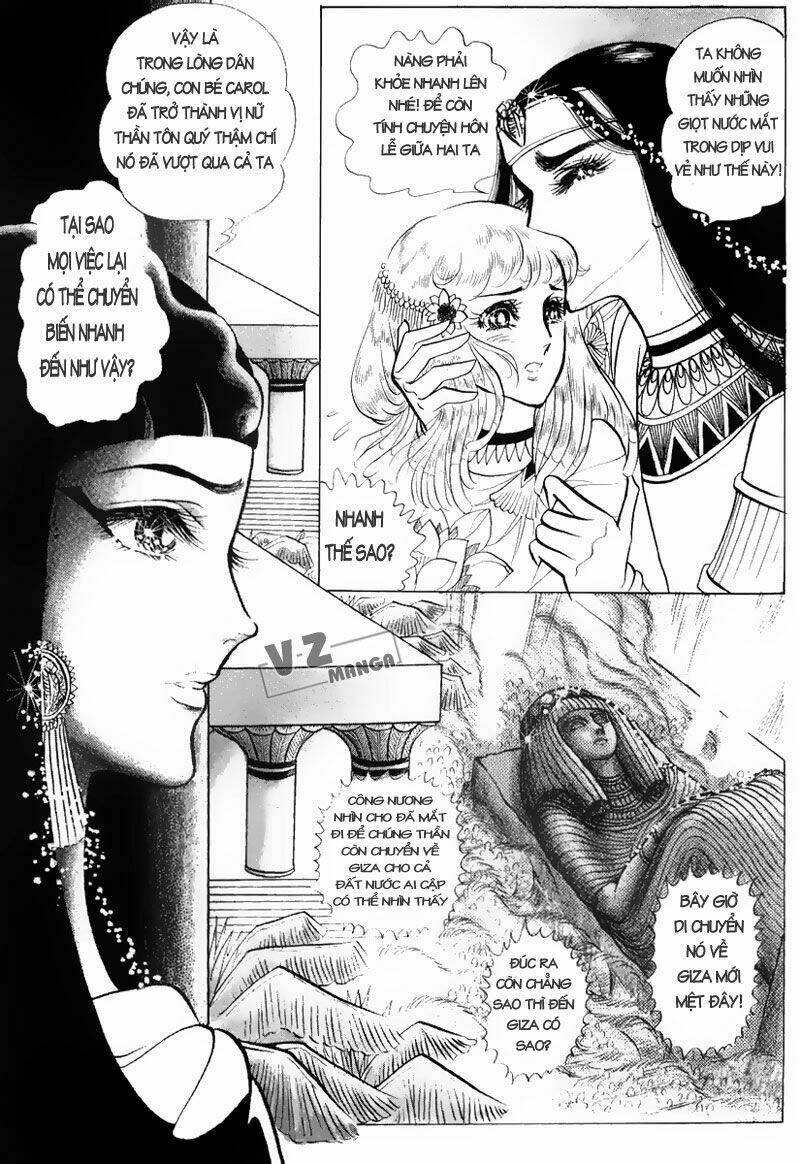 TA KHÔNG
MUỐN NHÌN
THẤY NHỮNG
GIỌT NƯỚC MẮT
TRONG DỊP VUI
VẺ NHƯ THẾ NÀY!
NÀNG PHẢI
KHỎE NHANH LÊN
NHÉ! ĐỂ CÒN
TÍNH CHUYỆN HÔN
LỄ GIỮA HAI TA
NHANH
THẾ SAO?
VẬY LÀ
TRONG LÒNG DÂN
CHÚNG, CON BÉ CAROL
ĐÃ TRỞ THÀNH VỊ NỮ
THẦN TÔN QUÝ THẬM CHÍ
NÓ ĐÃ VƯỢT QUA CẢ TA
TẠI SAO
MỌI VIỆC LẠI
CÓ THỂ CHUYỂN
BIẾN NHANH
ĐẾN NHƯ VẬY?
V-Z
MANGA
CÔNG NƯƠNG
NHÌN CHO ĐÃ MẮT
ĐI ĐỂ CHÚNG THẦN
CÒN CHUYỂN VỀ
GIZA CHO CẢ
ĐẤT NƯỚC AI CẬP
CÓ THỂ NHÌN THẤY
BÂY GIỜ
DI CHUYỂN
NÓ VỀ
GIZA MỚI
MỆT ĐÂY!
ĐÚC RA
CÒN CHẲNG
SAO THÌ ĐẾN
GIZA CÓ
SAO?